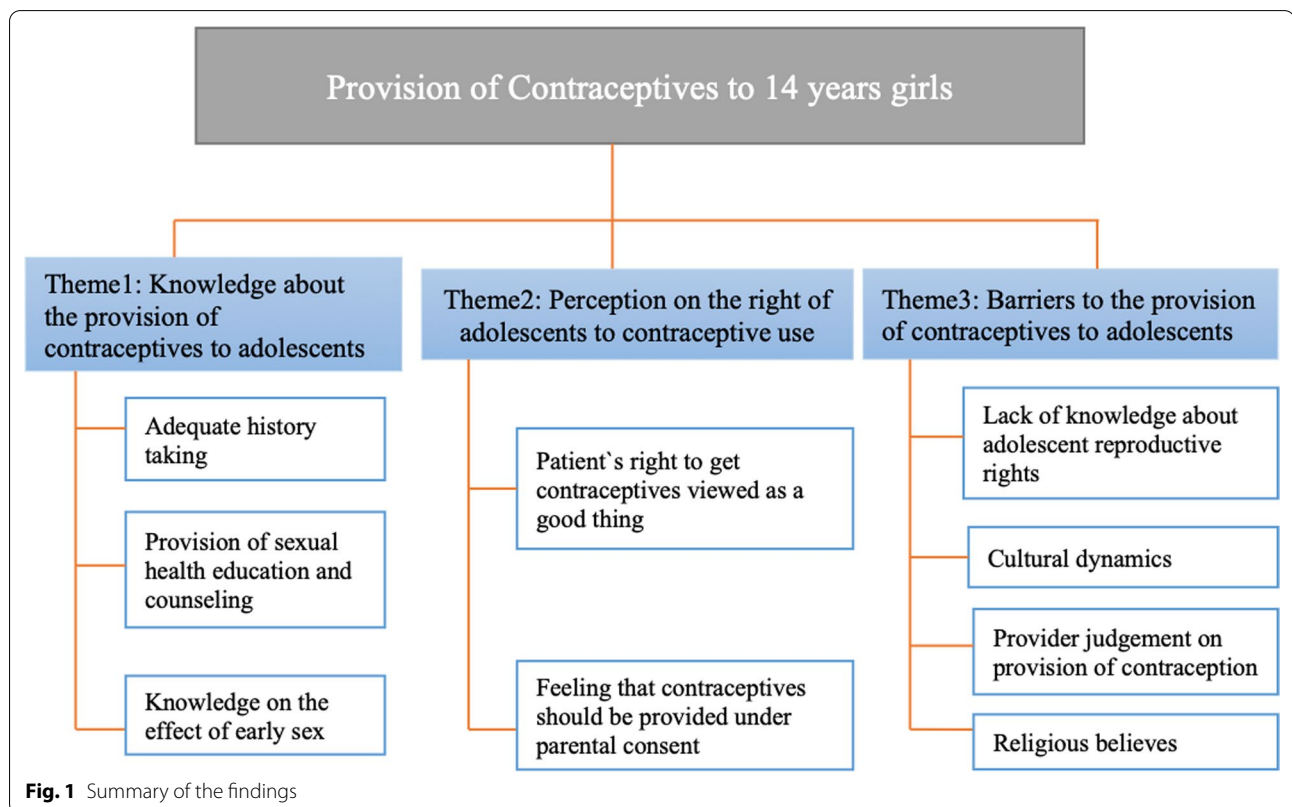 Provision of Contraceptives to 14 years girls
Theme1: Knowledge about
the provision of
contraceptives to adolescents
Adequate history
taking
Provision of sexual
health education and
counseling
Knowledge on the
effect of early sex
Theme2: Perception on the right of
adolescents to contraceptive use
Patient`s right to get
contraceptives viewed as a
good thing
Feeling that contraceptives
should be provided under
parental consent
Theme3: Barriers to the provision
of contraceptives to adolescents
Lack of knowledge about
adolescent reproductive
rights
Cultural dynamics
Provider judgement on
provision of contraception
Religious believes
Fig. 1 Summary of the findings